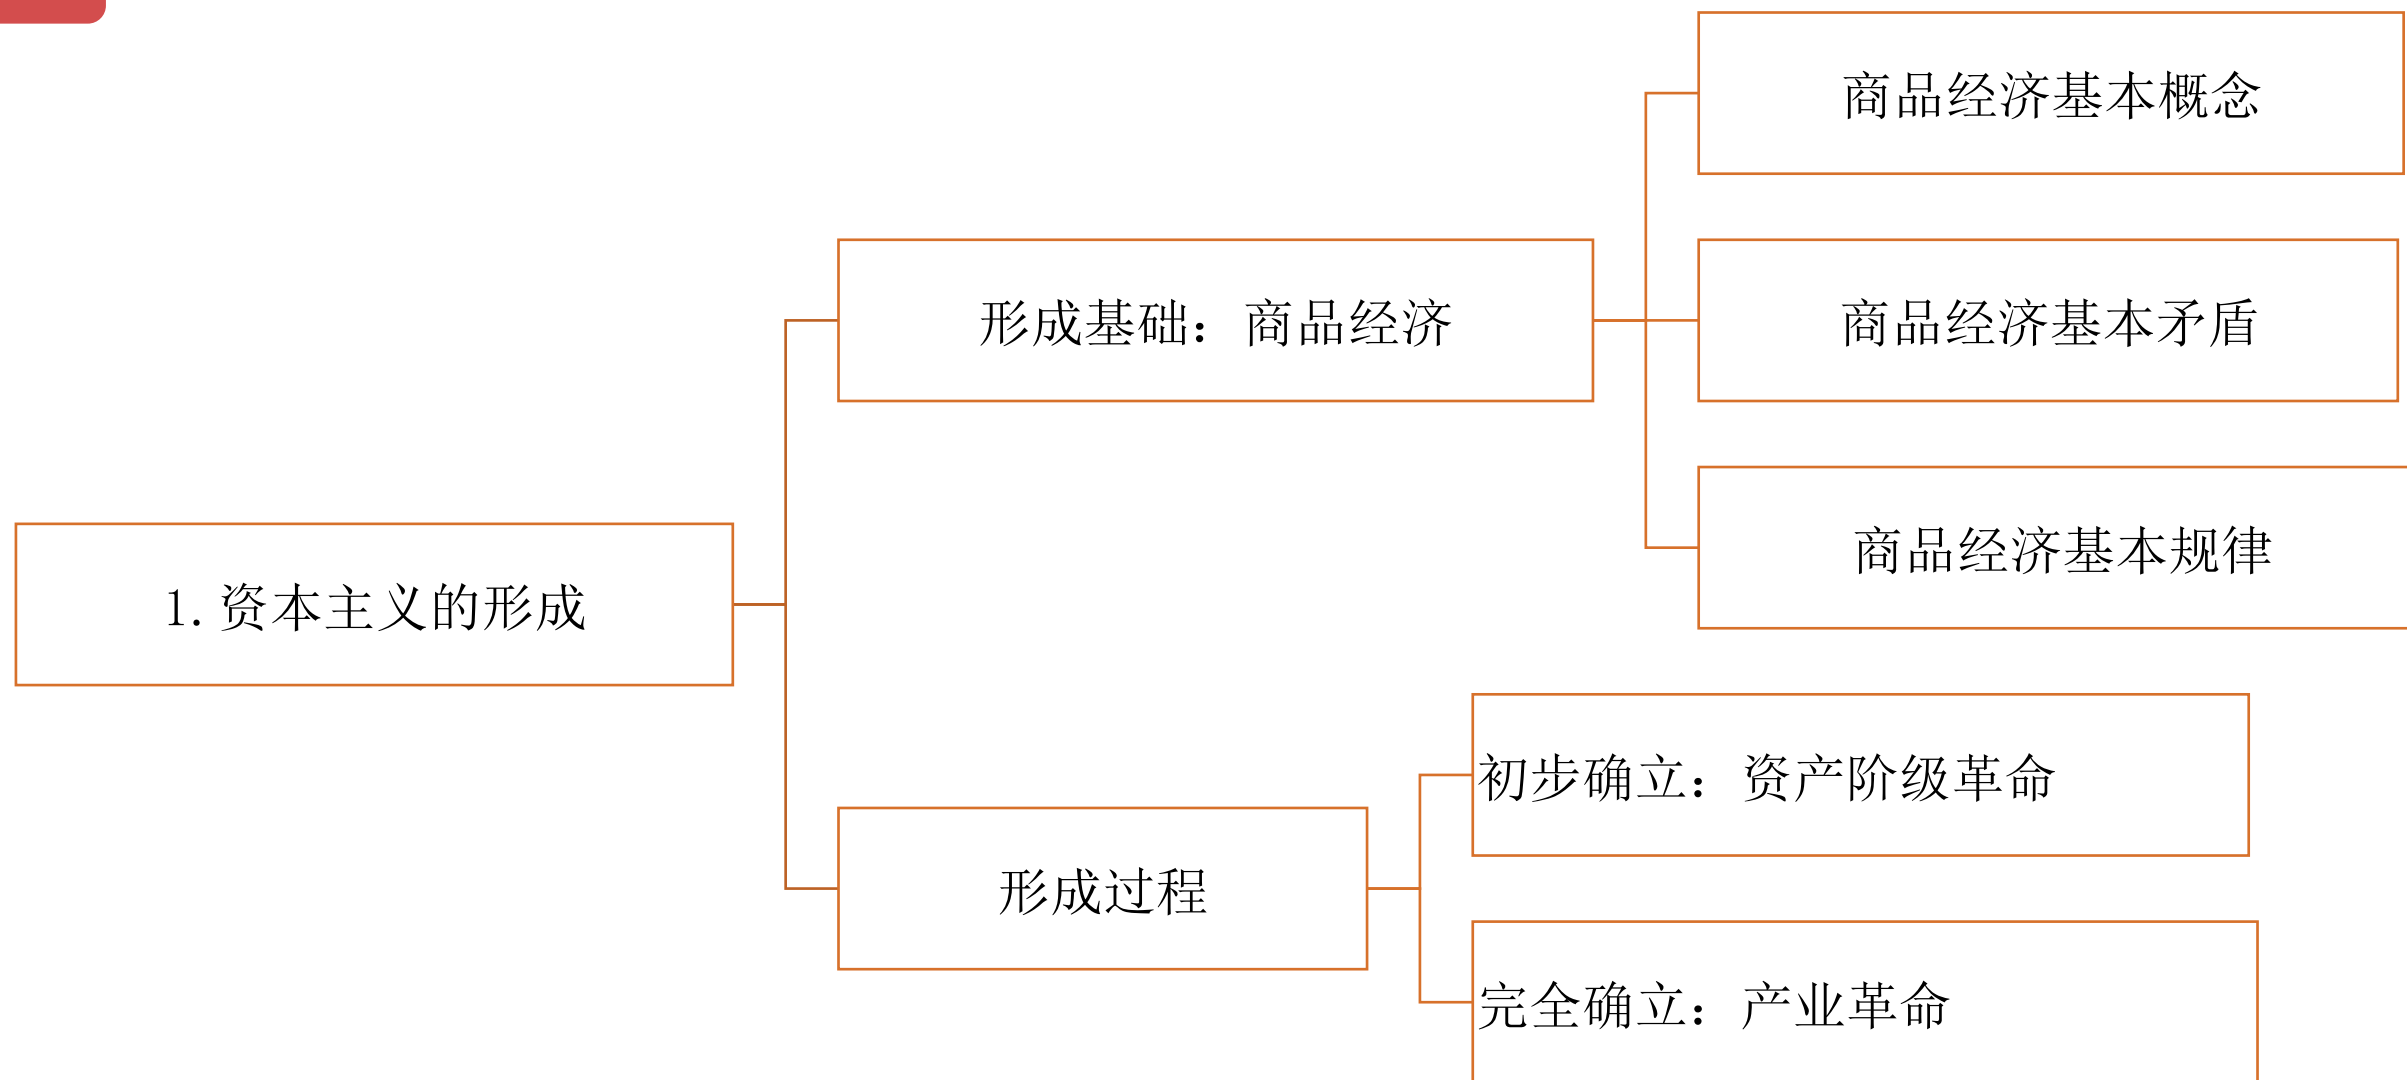 商品经济基本概念
形成基础：商品经济
商品经济基本矛盾
商品经济基本规律
1.资本主义的形成
初步确立：资产阶级革命
形成过程
完全确立：产业革命